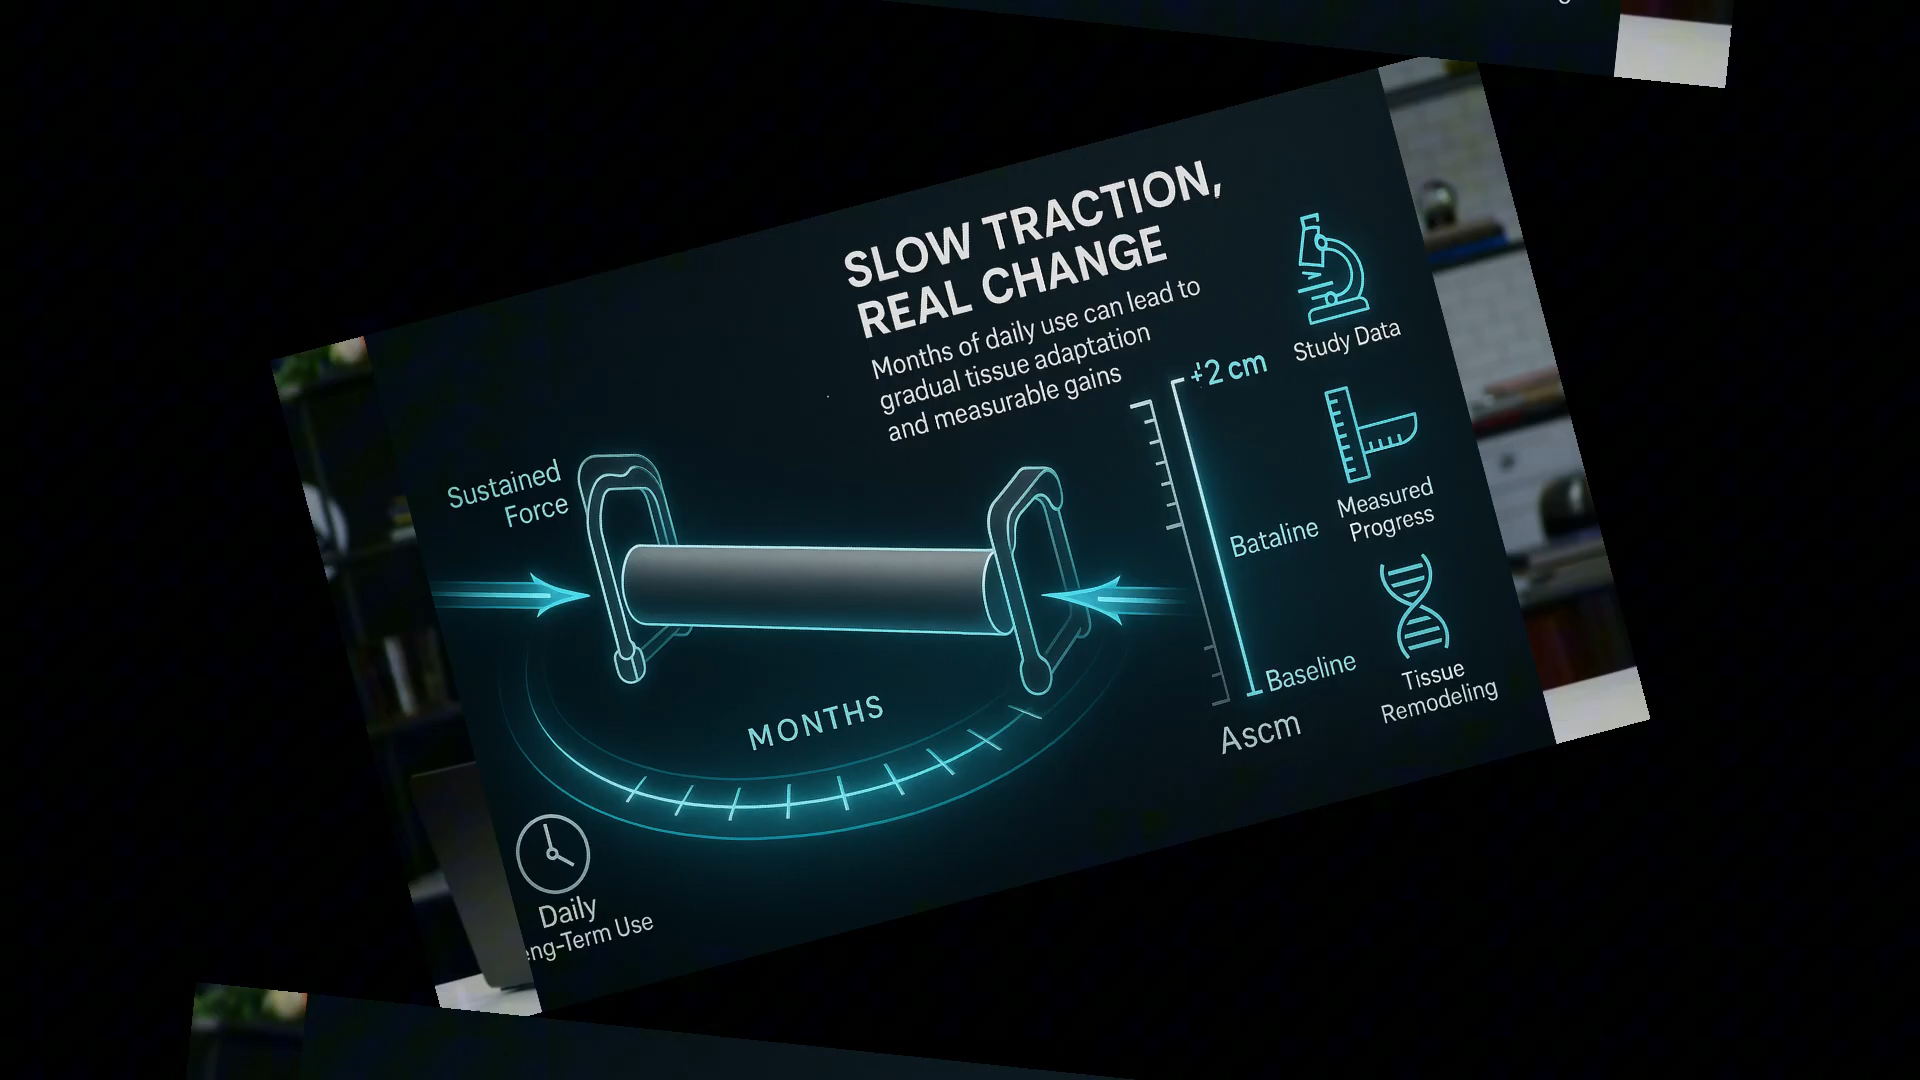 SLOW TRACTION,
REAL CHANGE
Months of daily use can lead to
gradual tissue adaptation
and measurable gains
Sustained
Force
MONTHS
Daily
eng-Term Use
+2 cm
Bataline
Baseline
Ascm
Study Data
Measured
Progress
Tissue
Remodeling